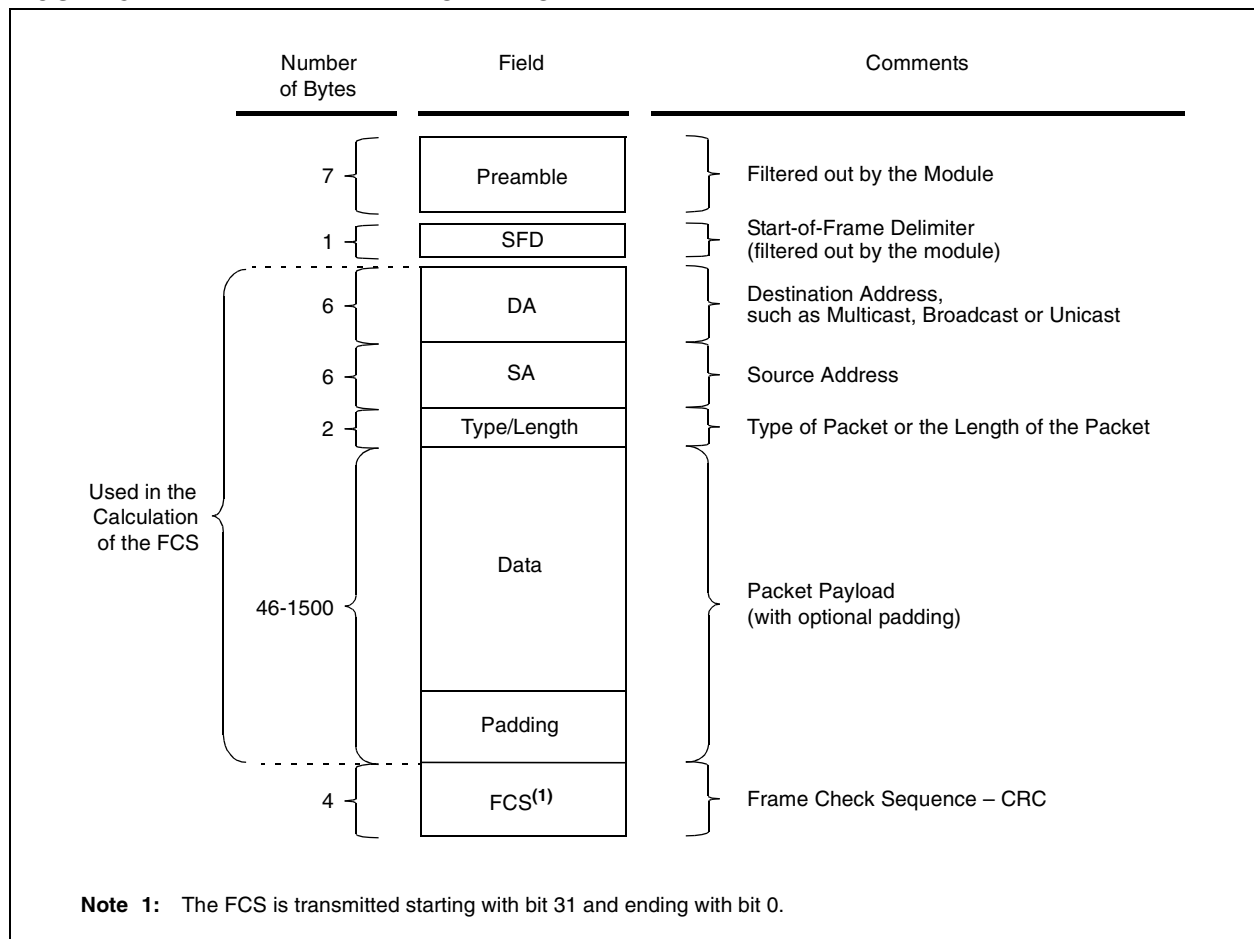 Number
of Bytes
Field
Comments
7
Preamble
Filtered out by the Module
1
SFD
Start-of-Frame Delimiter
(filtered out by the module)
6
DA
Destination Address,
such as Multicast, Broadcast or Unicast
6
SA
Source Address
2
Type/Length
Type of Packet or the Length of the Packet
Used in the
Calculation
of the FCS
46-1500
Data
Packet Payload
(with optional padding)
Padding
4
FCS(1)
Frame Check Sequence – CRC
Note 1: The FCS is transmitted starting with bit 31 and ending with bit 0.